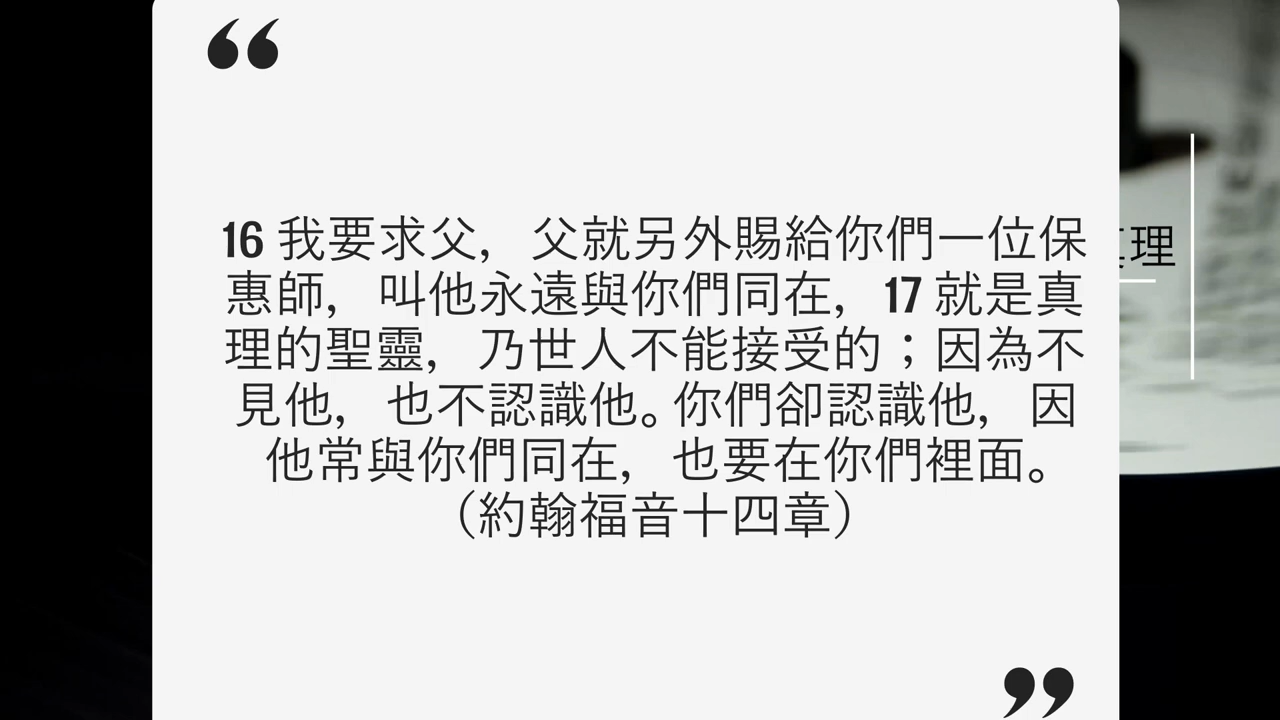 “
16 我要求父，父就另外賜給你們一位保
惠師，叫他永遠與你們同在，17 就是真
理的聖靈，乃世人不能接受的；因為不
見他，也不認識他。你們卻認識他，因
他常與你們同在，也要在你們裡面。
（約翰福音十四章）
”
理